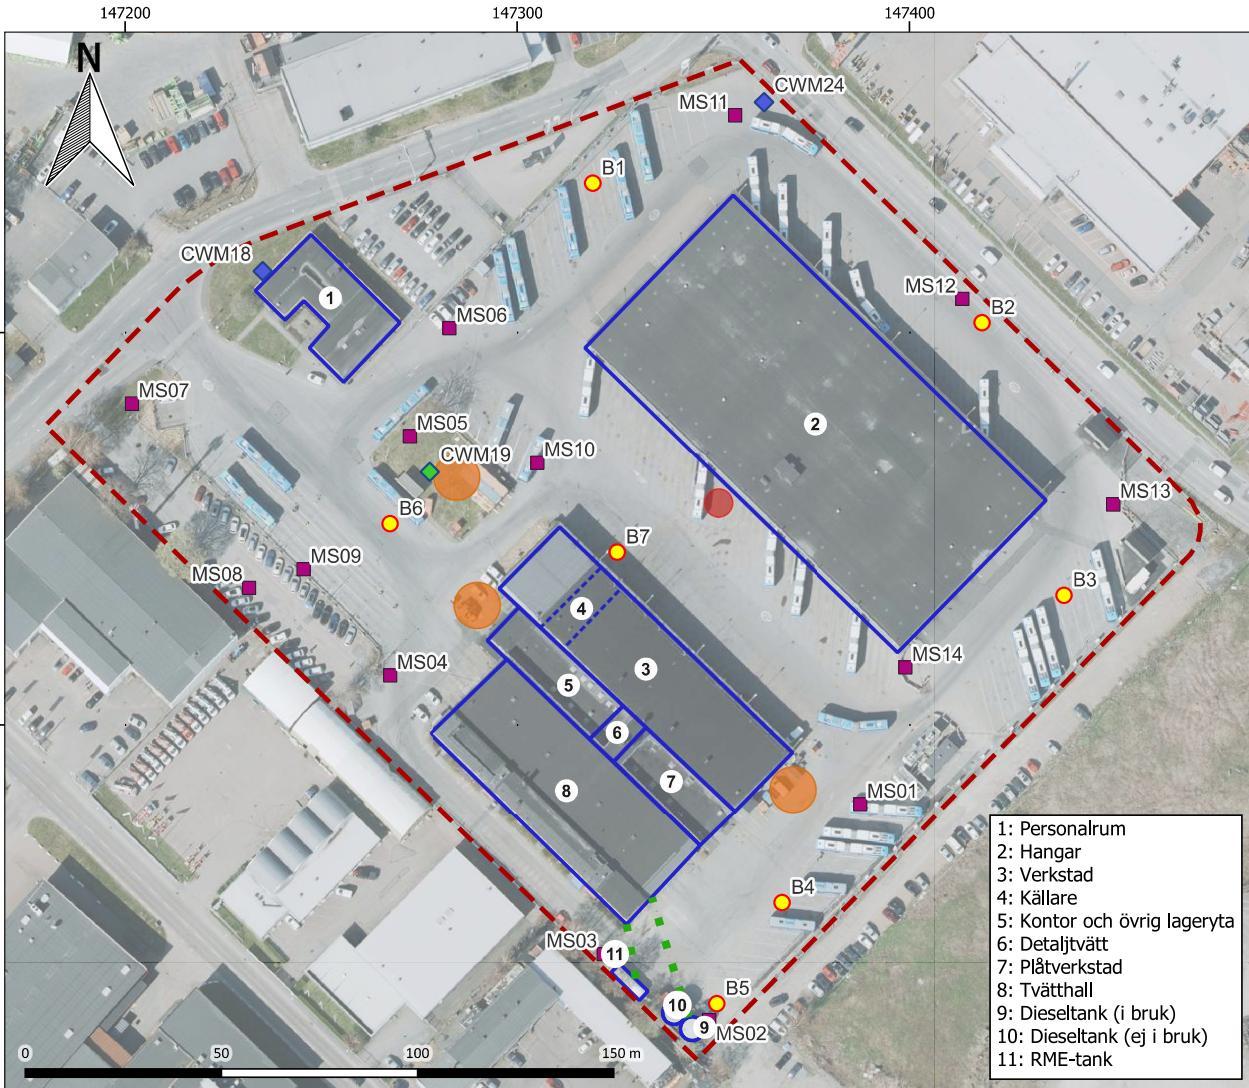 147200
147300
147400
N
CWM24
MS11
B1
CWM18
1
MS12
B2
MS06
MS07
2
MS05
CWM19
MS10
MS13
B6
B7
MS09
MS08
B3
4
MS14
3
MS04
5
6
7
8
MS01
B4
MS03
11
B5
10
9
MS02
1: Personalrum
2: Hangar
3: Verkstad
4: Källare
5: Kontor och övrig lageryta
6: Detaljtvätt
7: Plåtverkstad
8: Tvätthall
9: Dieseltank (i bruk)
10: Dieseltank (ej i bruk)
11: RME-tank
0
50
100
150 m